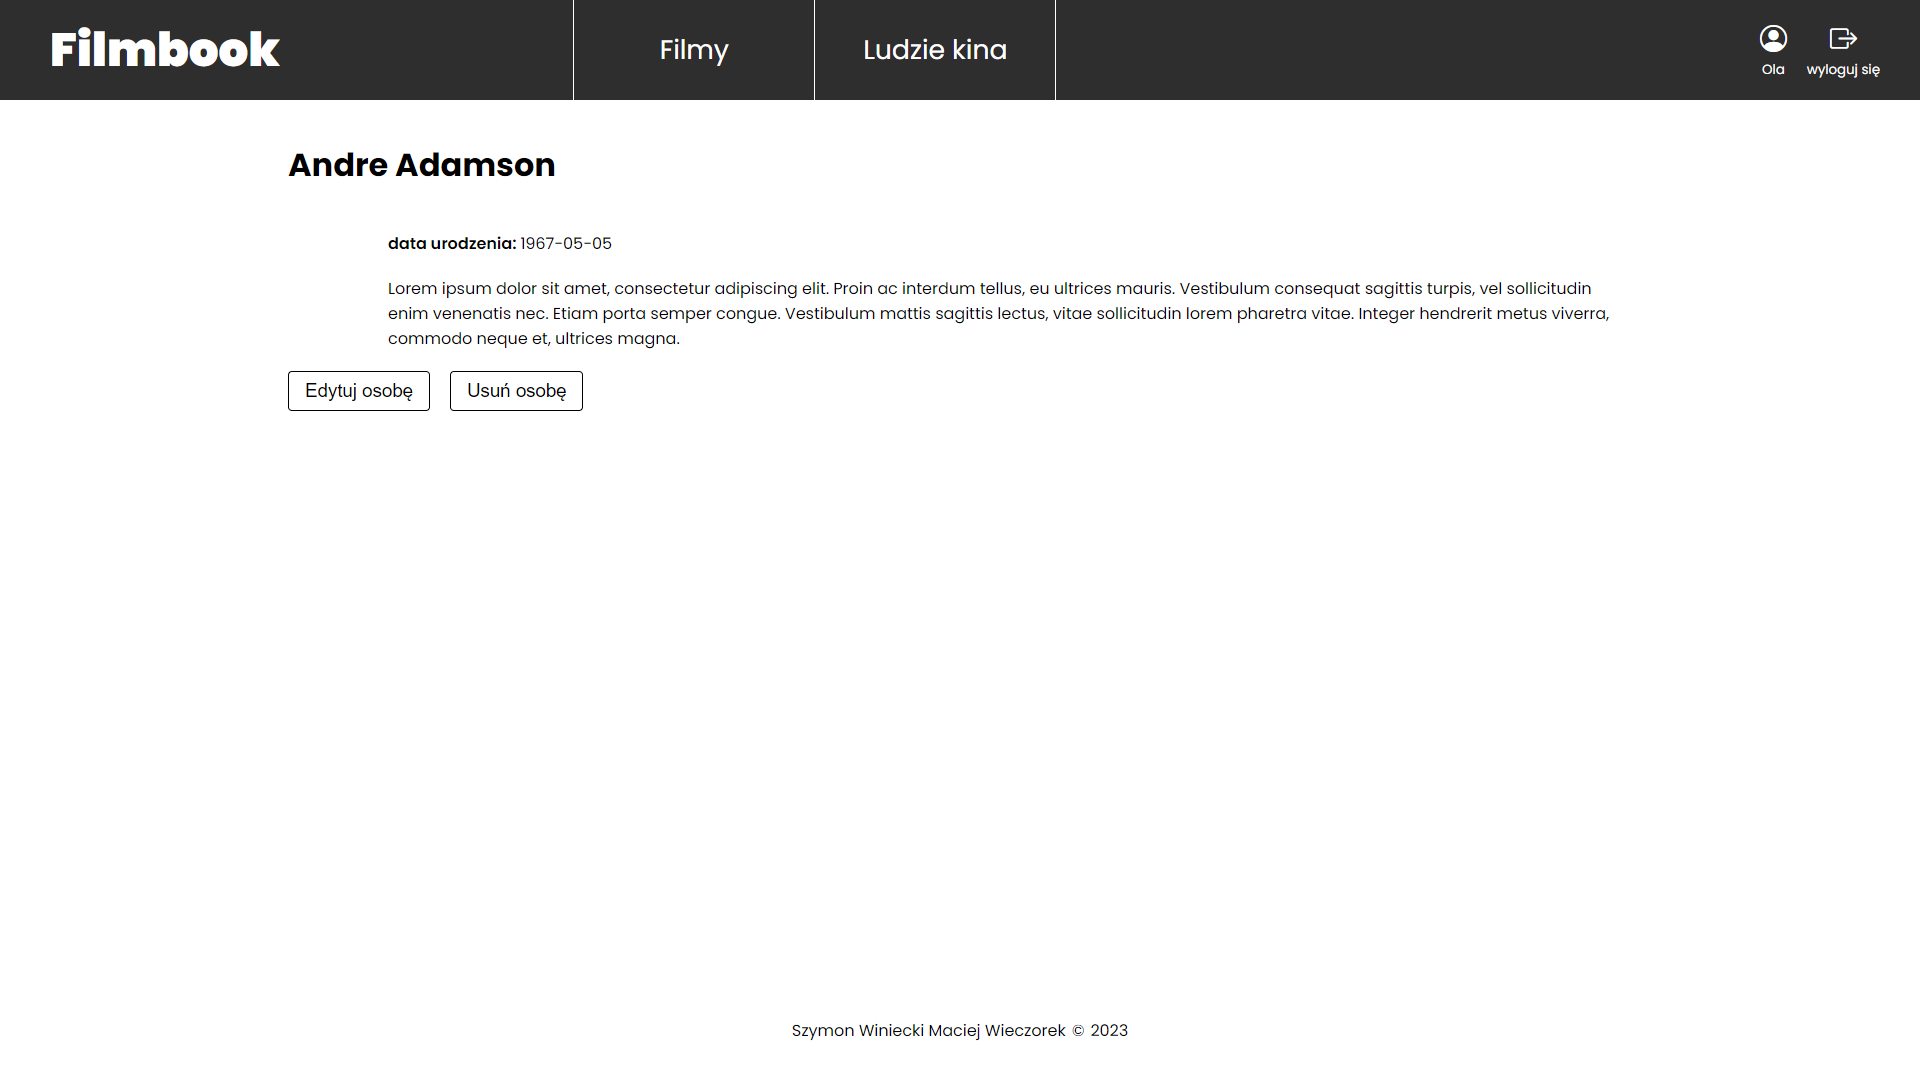 Filmbook
Filmy
Ludzie kina
Ola
wyloguj się
Andre Adamson
data urodzenia: 1967-05-05
Lorem ipsum dolor sit amet, consectetur adipiscing elit. Proin ac interdum tellus, eu ultrices mauris. Vestibulum consequat sagittis turpis, vel sollicitudin
enim venenatis nec. Etiam porta semper congue. Vestibulum mattis sagittis lectus, vitae sollicitudin lorem pharetra vitae. Integer hendrerit metus viverra,
commodo neque et, ultrices magna.
Edytuj osobę
Usuń osobę
Szymon Winiecki Maciej Wieczorek © 2023